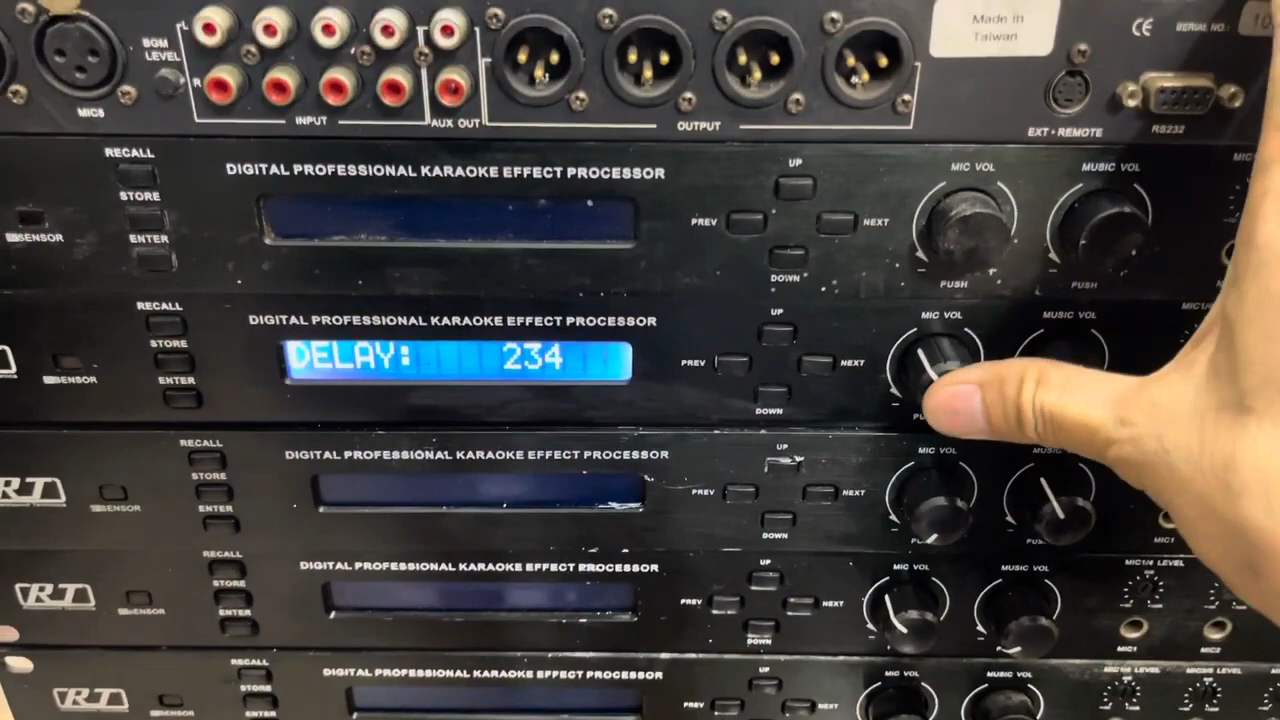 Made in
Taiwan
CE
SERIAL NO.:
10
BGM
LEVEL
L
R
MIC5
INPUT
AUX OUT
OUTPUT
EXT • REMOTE
RS232
RECALL
STORE
ENTER
SENSOR
DIGITAL PROFESSIONAL KARAOKE EFFECT PROCESSOR
UP
PREV
NEXT
DOWN
MIC VOL
MUSIC VOL
PUSH
PUSH
RECALL
STORE
ENTER
SENSOR
DIGITAL PROFESSIONAL KARAOKE EFFECT PROCESSOR
DELAY: 234
UP
PREV
NEXT
DOWN
MIC VOL
MUSIC VOL
RT
RECALL
STORE
ENTER
SENSOR
DIGITAL PROFESSIONAL KARAOKE EFFECT PROCESSOR
UP
PREV
NEXT
DOWN
MIC VOL
MIC1
RT
RECALL
STORE
ENTER
SENSOR
DIGITAL PROFESSIONAL KARAOKE EFFECT PROCESSOR
UP
PREV
NEXT
DOWN
MIC VOL
MUSIC VOL
MIC1/4 LEVEL
MIC1
MIC2
RT
RECALL
STORE
ENTER
SENSOR
DIGITAL PROFESSIONAL KARAOKE EFFECT PROCESSOR
UP
PREV
NEXT
MIC VOL
MUSIC VOL